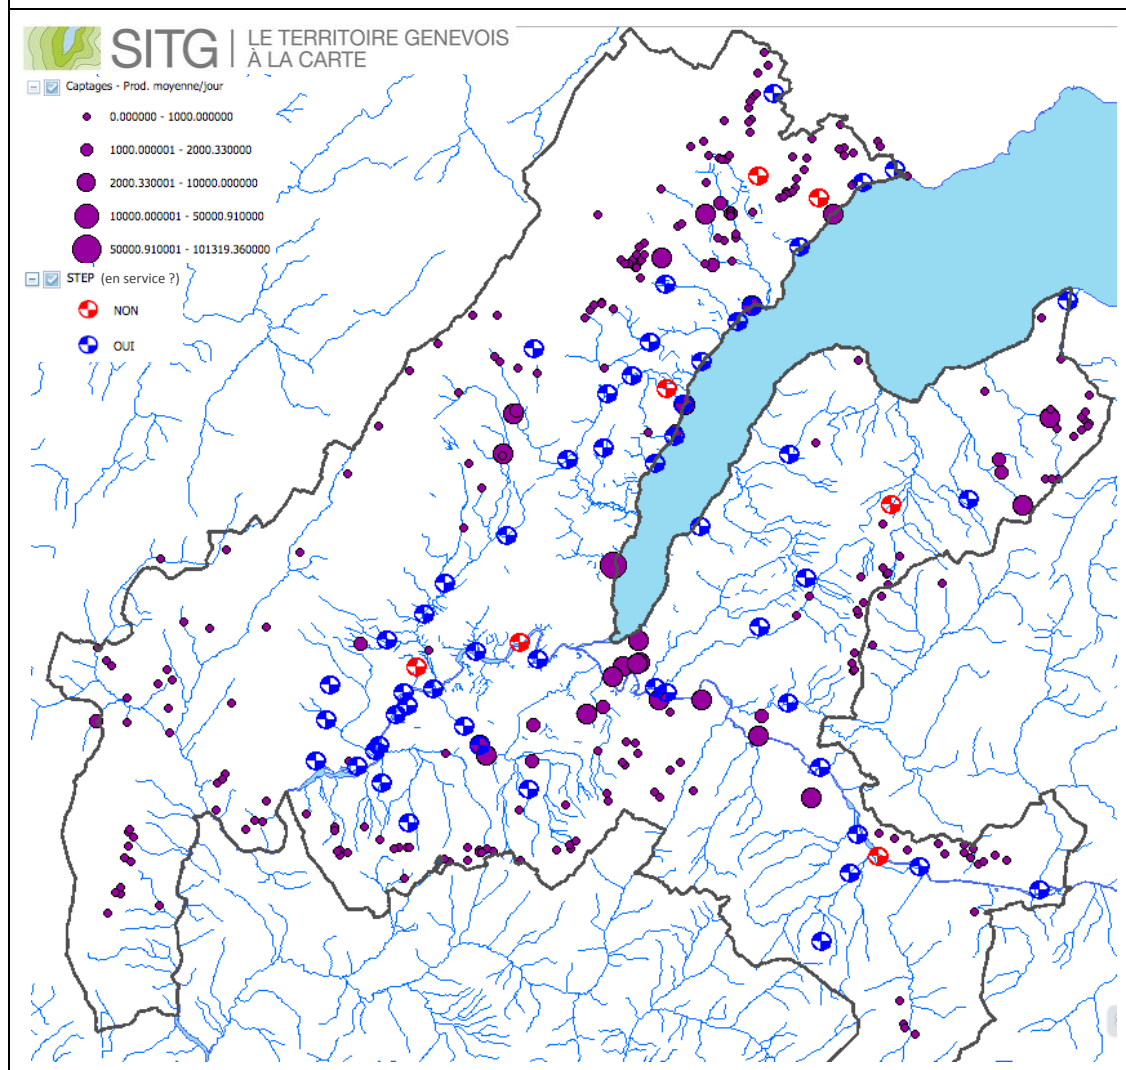 SITG
LE TERRITOIRE GENEVOIS
À LA CARTE
Captages - Prod. moyenne/jour
0.000000 - 1000.000000
1000.000001 - 2000.330000
2000.330001 - 10000.000000
10000.000001 - 50000.910000
50000.910001 - 101319.360000
STEP (en service ?)
NON
OUI